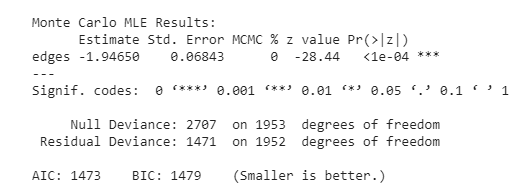 Monte Carlo MLE Results:
Estimate Std. Error MCMC % z value Pr(>|z|)
edges -1.94650 0.06843 0 -28.44 <1e-04 ***
---
Signif. codes: 0 ‘***’ 0.001 ‘**’ 0.01 ‘*’ 0.05 ‘.’ 0.1 ‘ ’ 1
Null Deviance: 2707 on 1953 degrees of freedom
Residual Deviance: 1471 on 1952 degrees of freedom
AIC: 1473 BIC: 1479 (Smaller is better.)